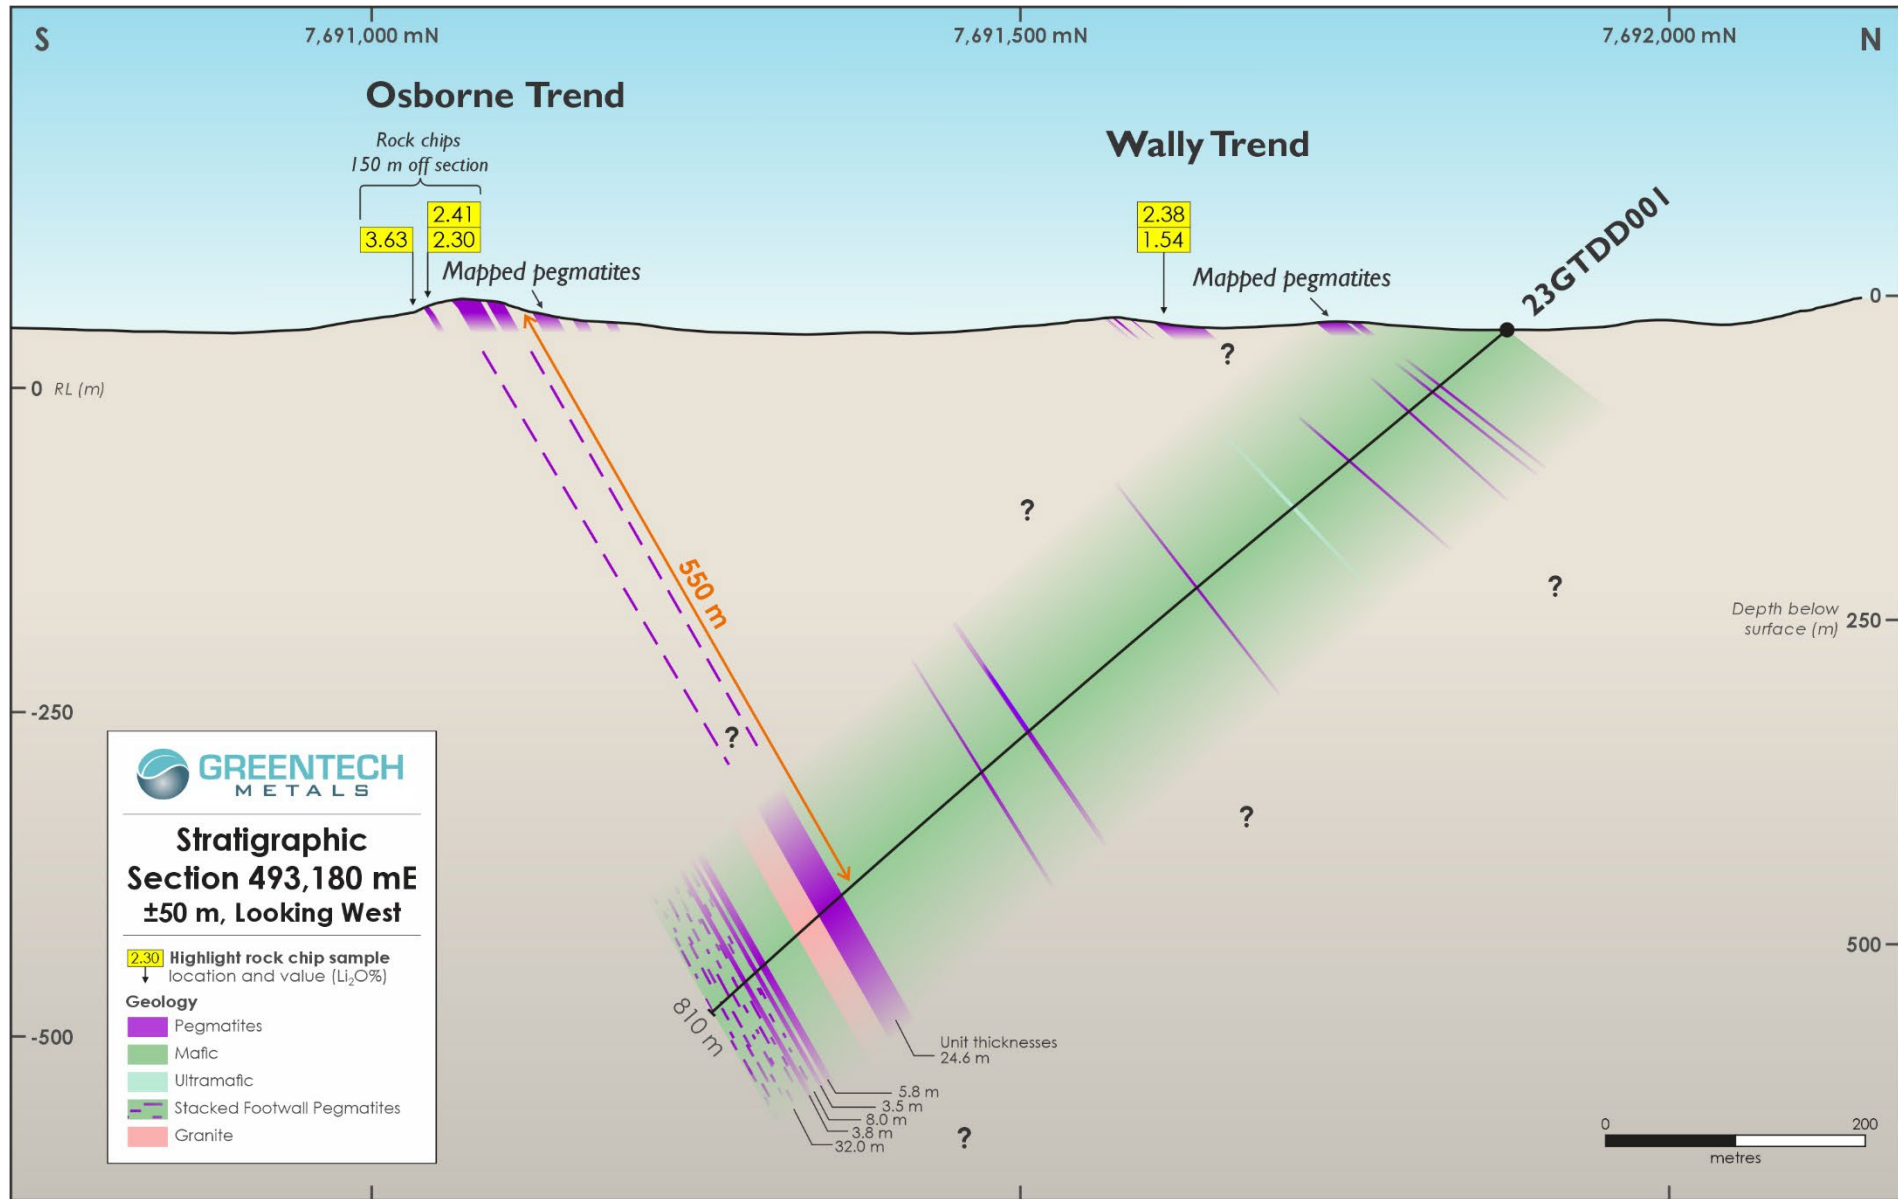 S
7,691,000 mN
7,691,500 mN
7,692,000 mN
N
Osborne Trend
Wally Trend
Rock chips
150 m off section
3.63
2.41
2.30
2.38
1.54
Mapped pegmatites
Mapped pegmatites
23GTDD001
0
0 RL (m)
?
?
?
550 m
Depth below
surface (m)
250
-250
?
?
500
-500
810 m
Unit thicknesses
24.6 m
5.8 m
3.5 m
8.0 m
3.8 m
32.0 m
?
GREENTECH
METALS
Stratigraphic
Section 493,180 mE
±50 m, Looking West
2.30 Highlight rock chip sample
location and value (Li₂O%)
Geology
Pegmatites
Mafic
Ultramafic
Stacked Footwall Pegmatites
Granite
0 200
metres